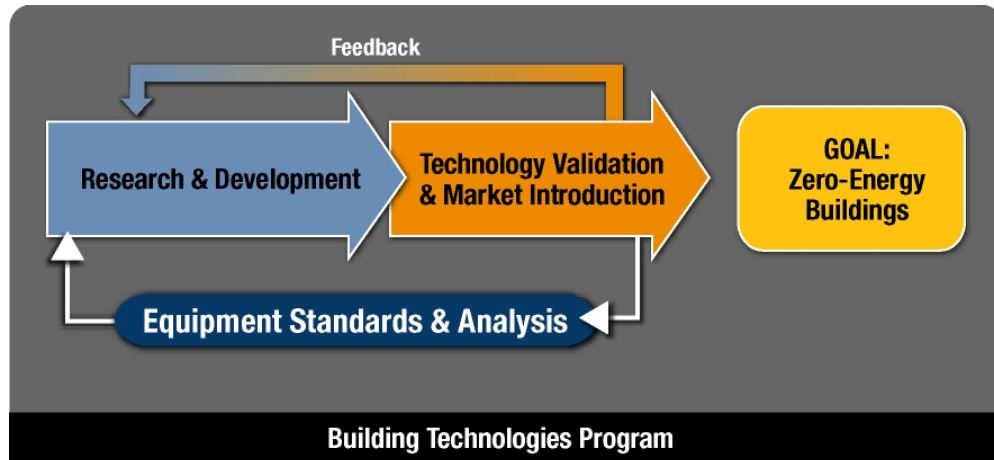 Feedback
Research & Development
Technology Validation
& Market Introduction
GOAL:
Zero-Energy
Buildings
Equipment Standards & Analysis
Building Technologies Program